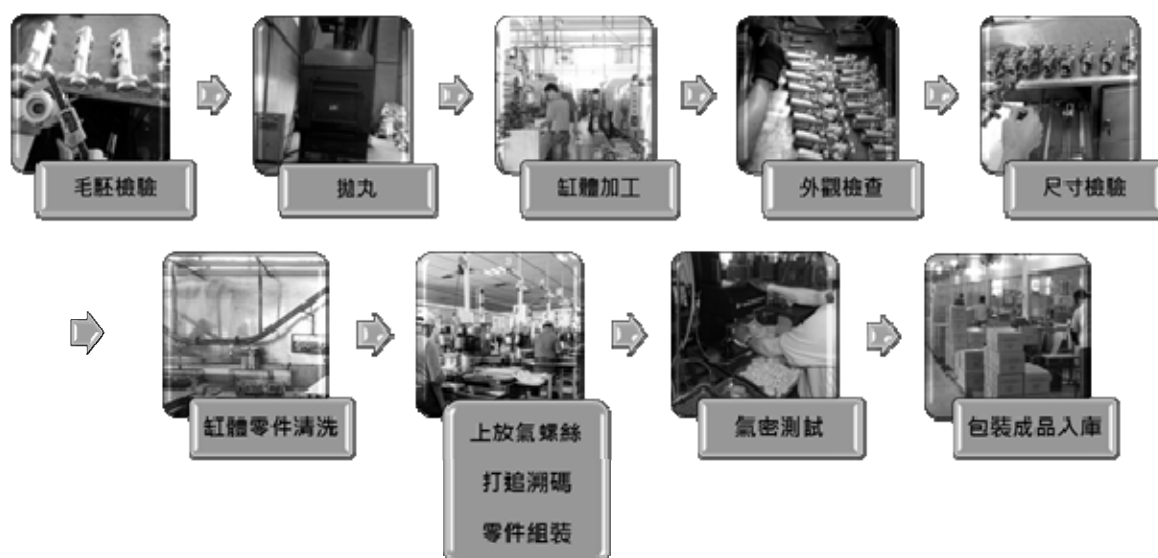 毛胚檢驗
拋丸
缸體加工
外觀檢查
尺寸檢驗
缸體零件清洗
上放氣螺絲
打追溯碼
零件組裝
氣密測試
包裝成品入庫